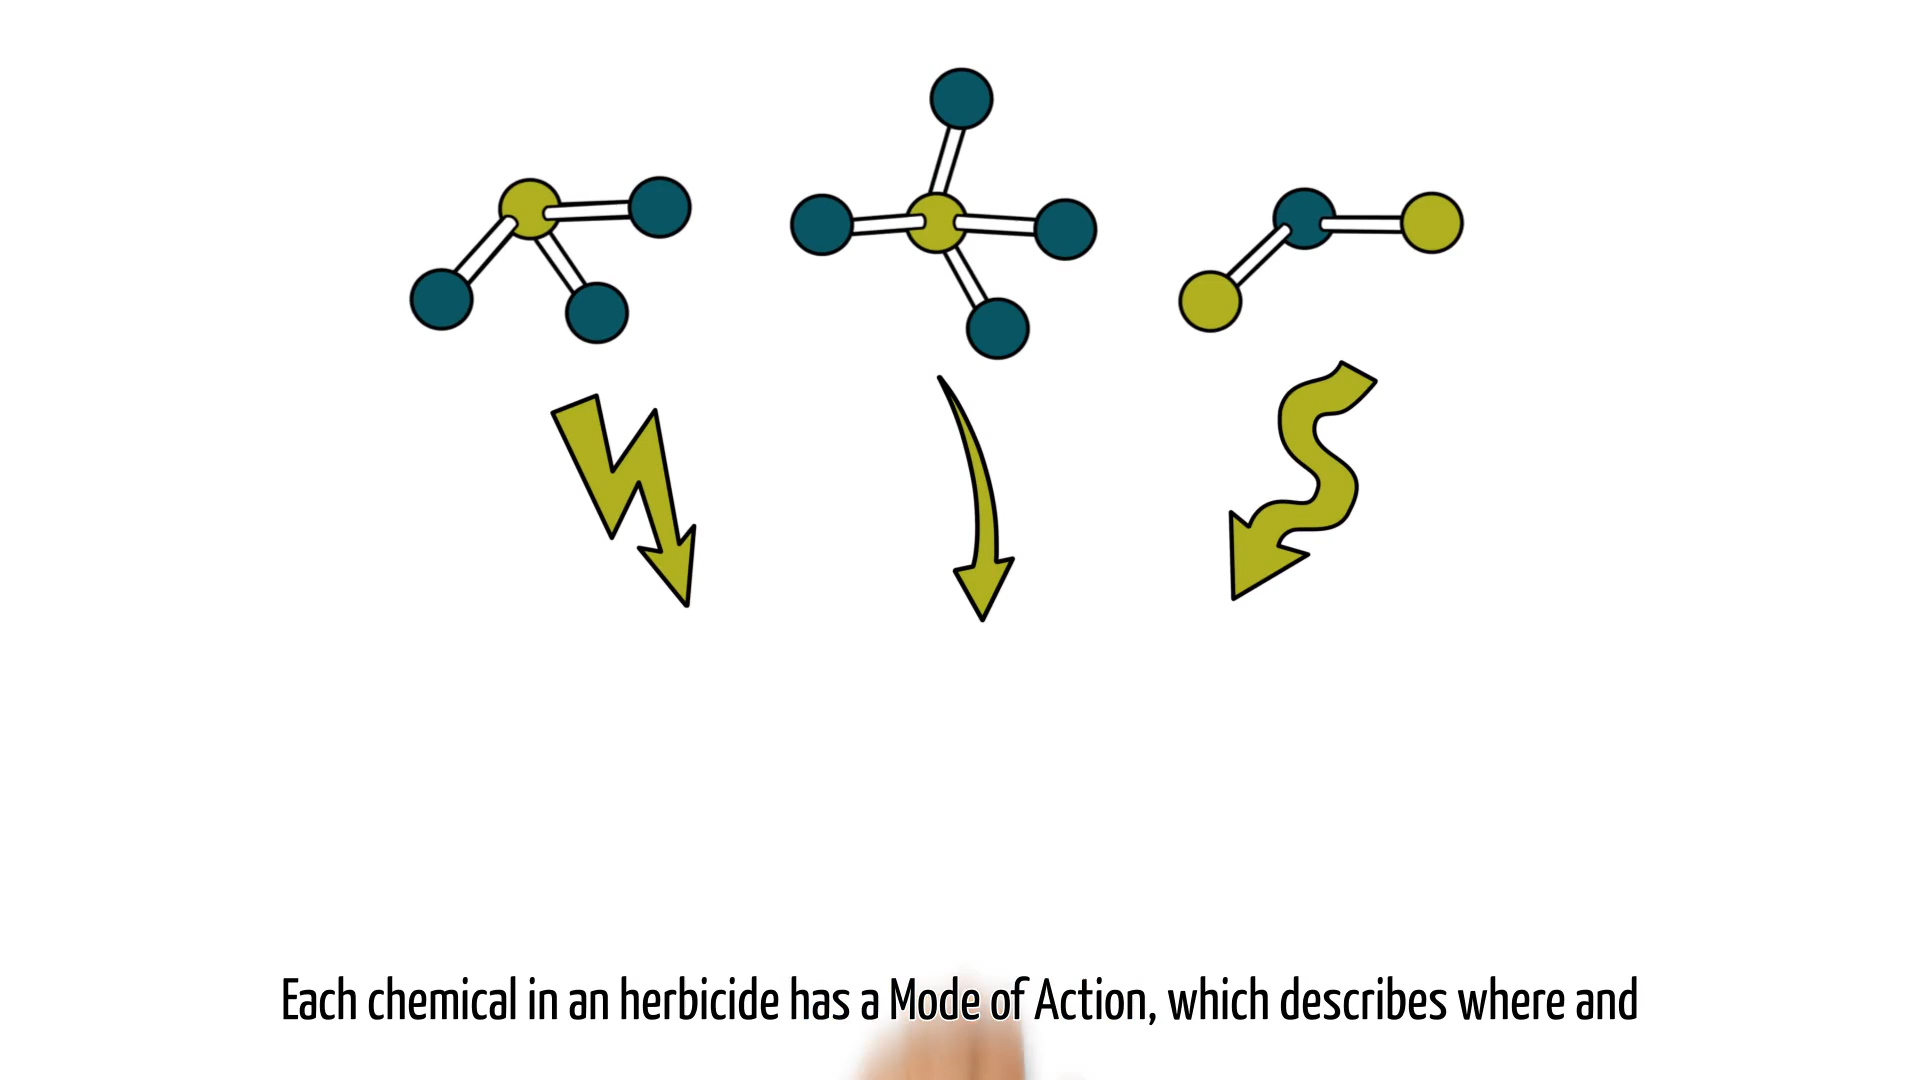 Each chemical in an herbicide has a Mode of Action, which describes where and